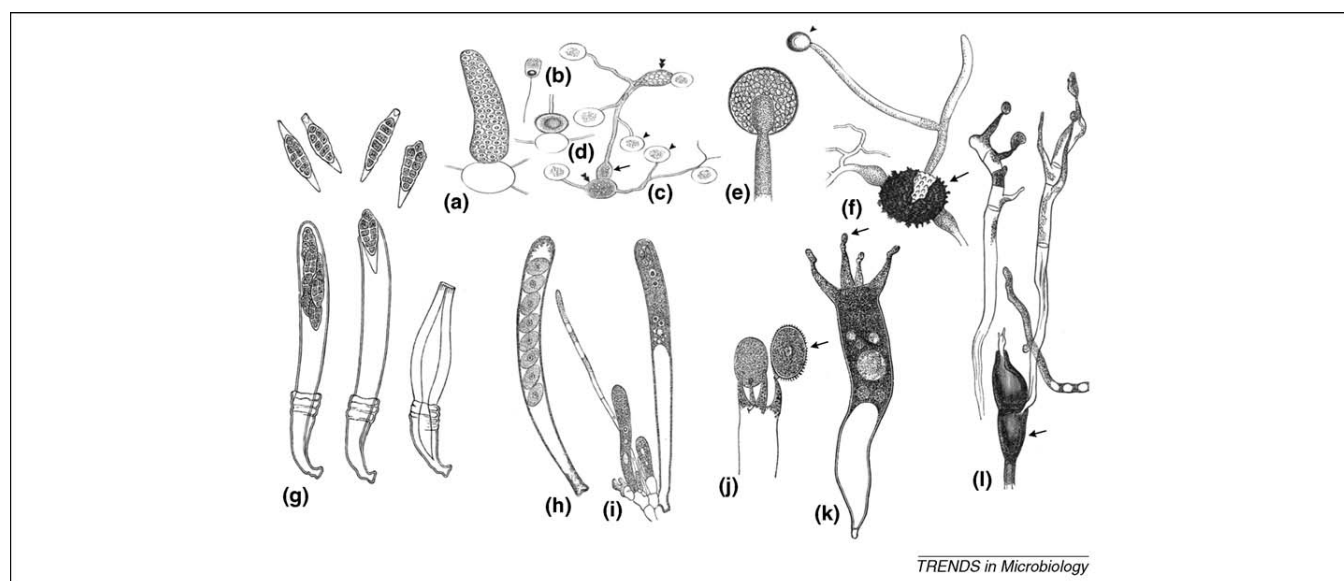 (a)
(b)
(c)
(d)
(e)
(f)
(g)
(h)
(i)
(j)
(k)
(l)
TRENDS in Microbiology